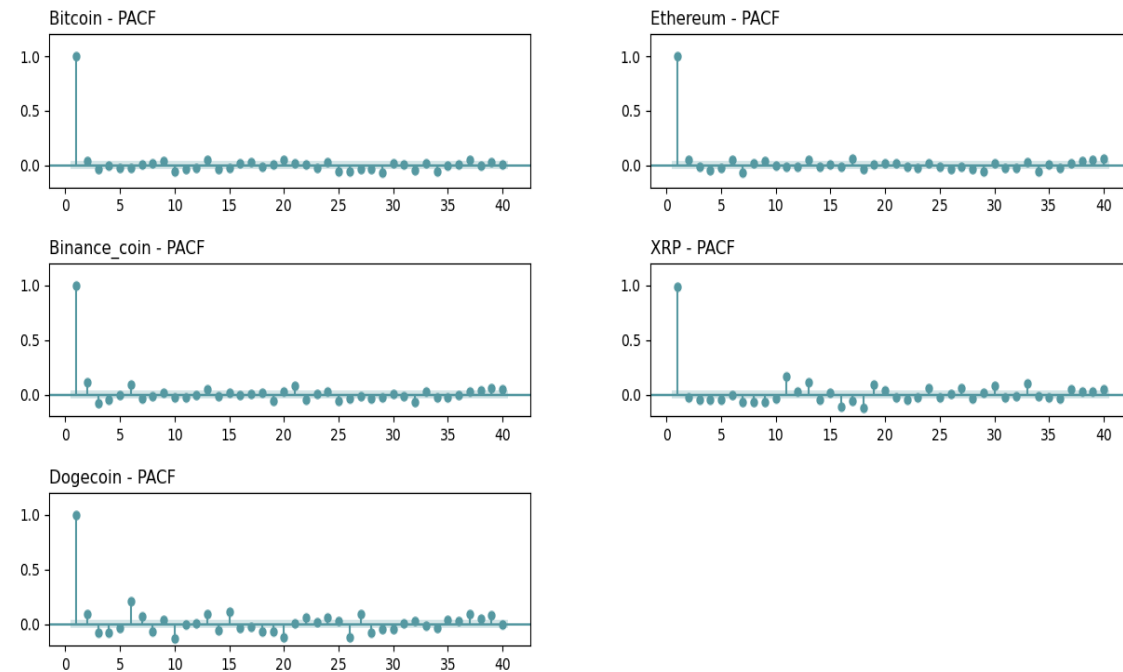 Bitcoin - PACF
1.0
0.5
0.0
0 5 10 15 20 25 30 35 40
Ethereum - PACF
1.0
0.5
0.0
0 5 10 15 20 25 30 35 40
Binance_coin - PACF
1.0
0.5
0.0
0 5 10 15 20 25 30 35 40
XRP - PACF
1.0
0.5
0.0
0 5 10 15 20 25 30 35 40
Dogecoin - PACF
1.0
0.5
0.0
0 5 10 15 20 25 30 35 40